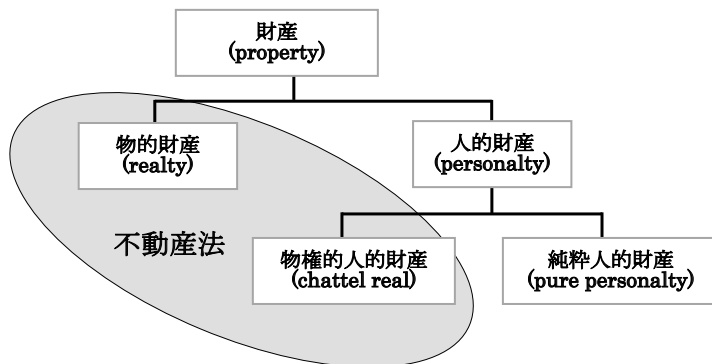 財産
(property)
物的財産
(realty)
人的財産
(personalty)
不動産法
物権的人的財産
(chattel real)
純粋人的財産
(pure personalty)